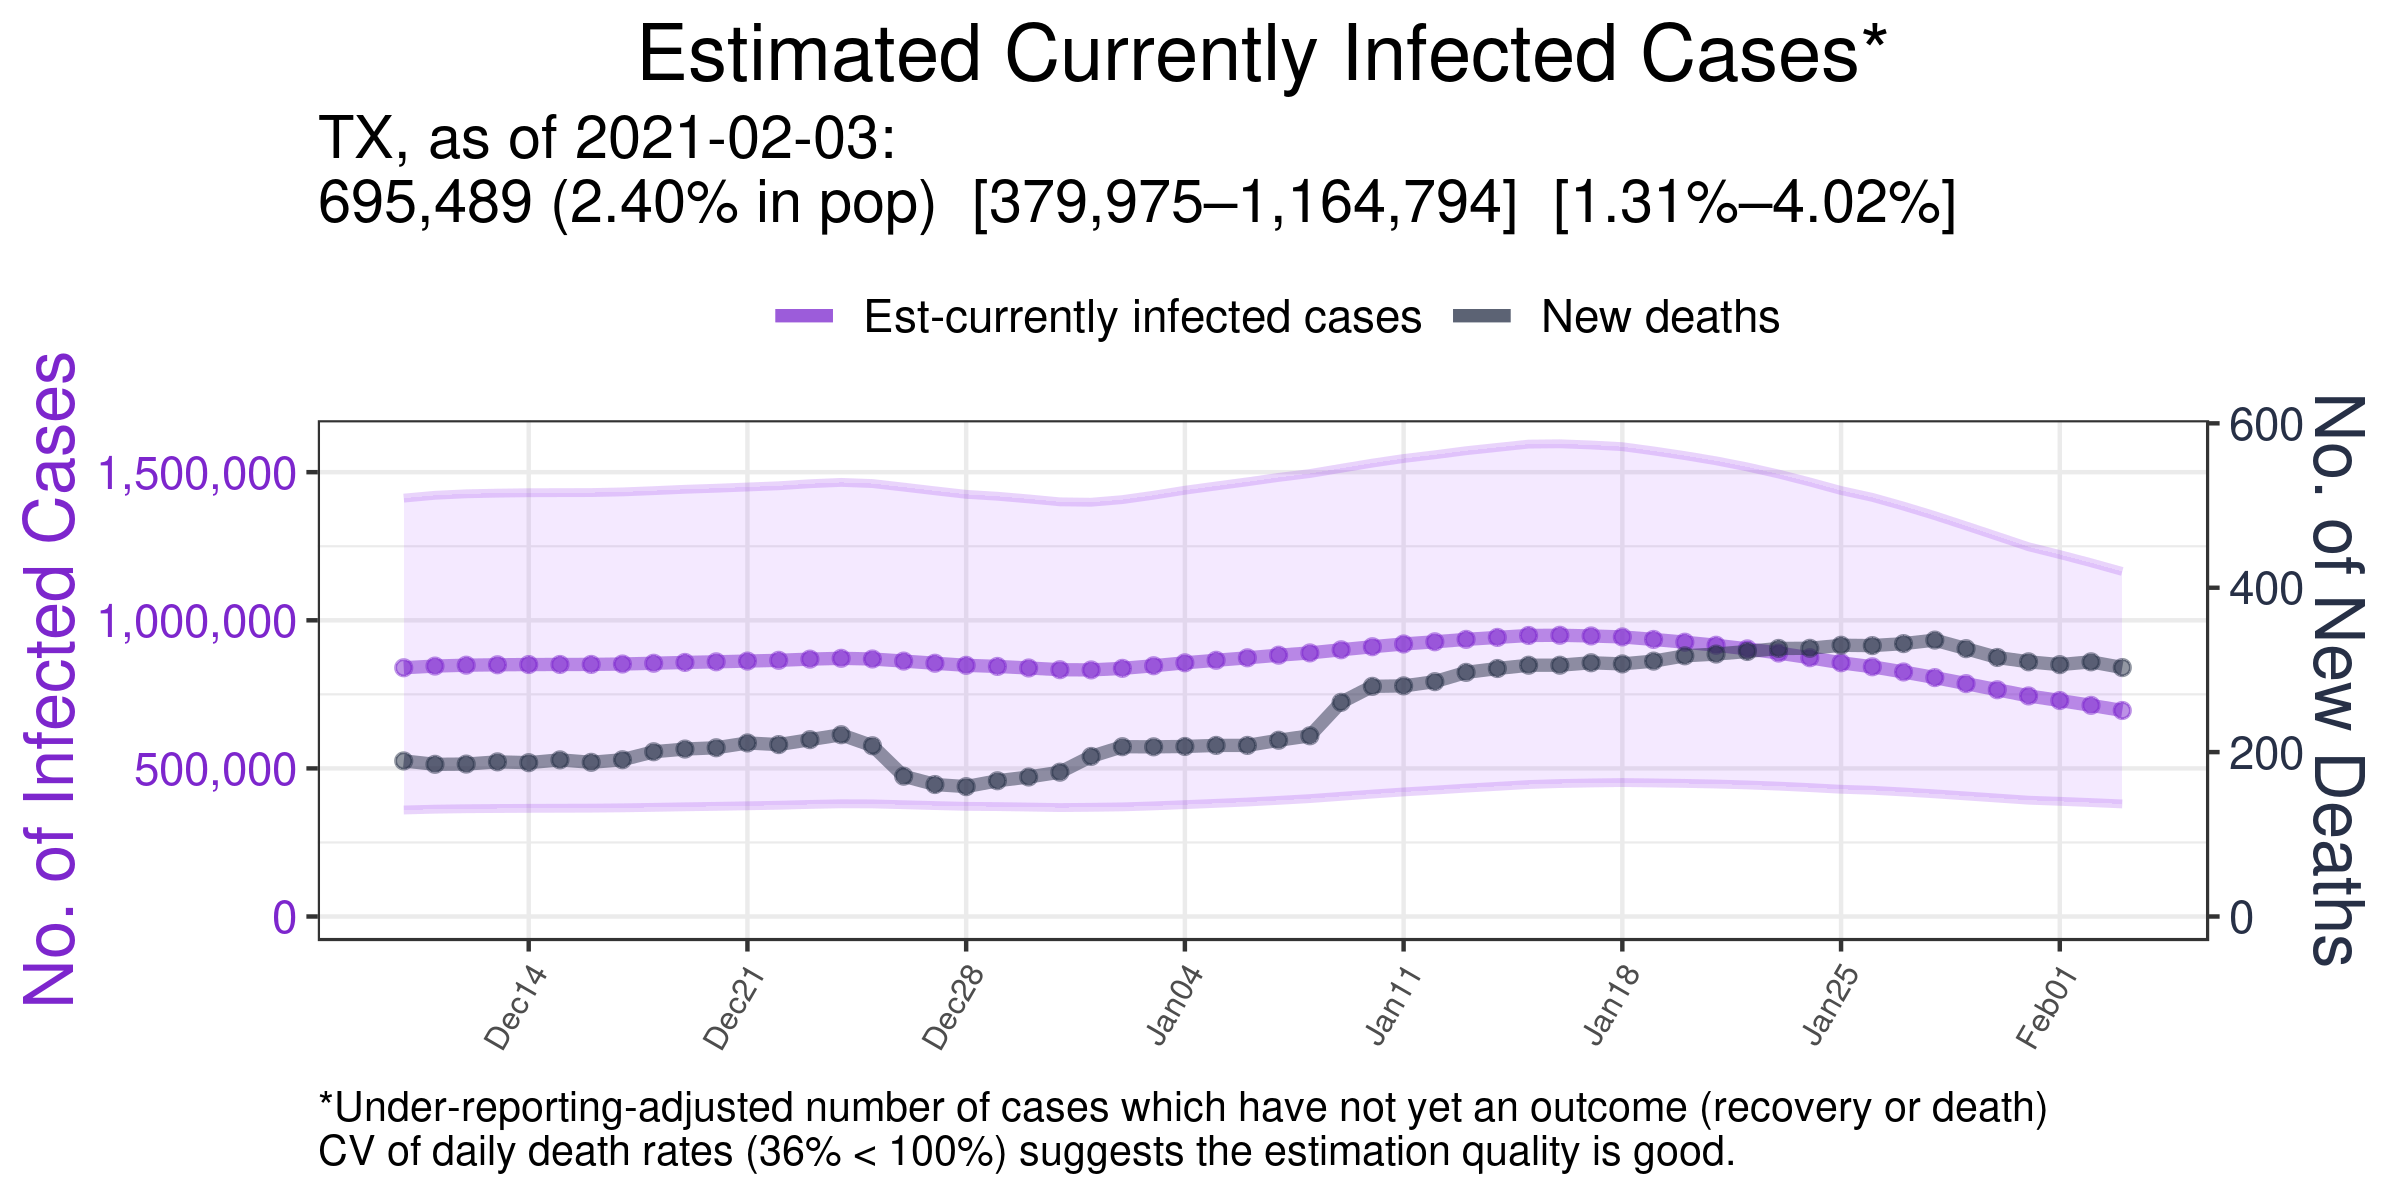 Estimated Currently Infected Cases*
TX, as of 2021-02-03:
695,489 (2.40% in pop)  [379,975–1,164,794]  [1.31%–4.02%]
Est-currently infected cases
New deaths
No. of Infected Cases
1,500,000
1,000,000
500,000
0
600
400
200
0
No. of New Deaths
Dec14
Dec21
Dec28
Jan04
Jan11
Jan18
Jan25
Feb01
*Under-reporting-adjusted number of cases which have not yet an outcome (recovery or death)
CV of daily death rates (36% < 100%) suggests the estimation quality is good.